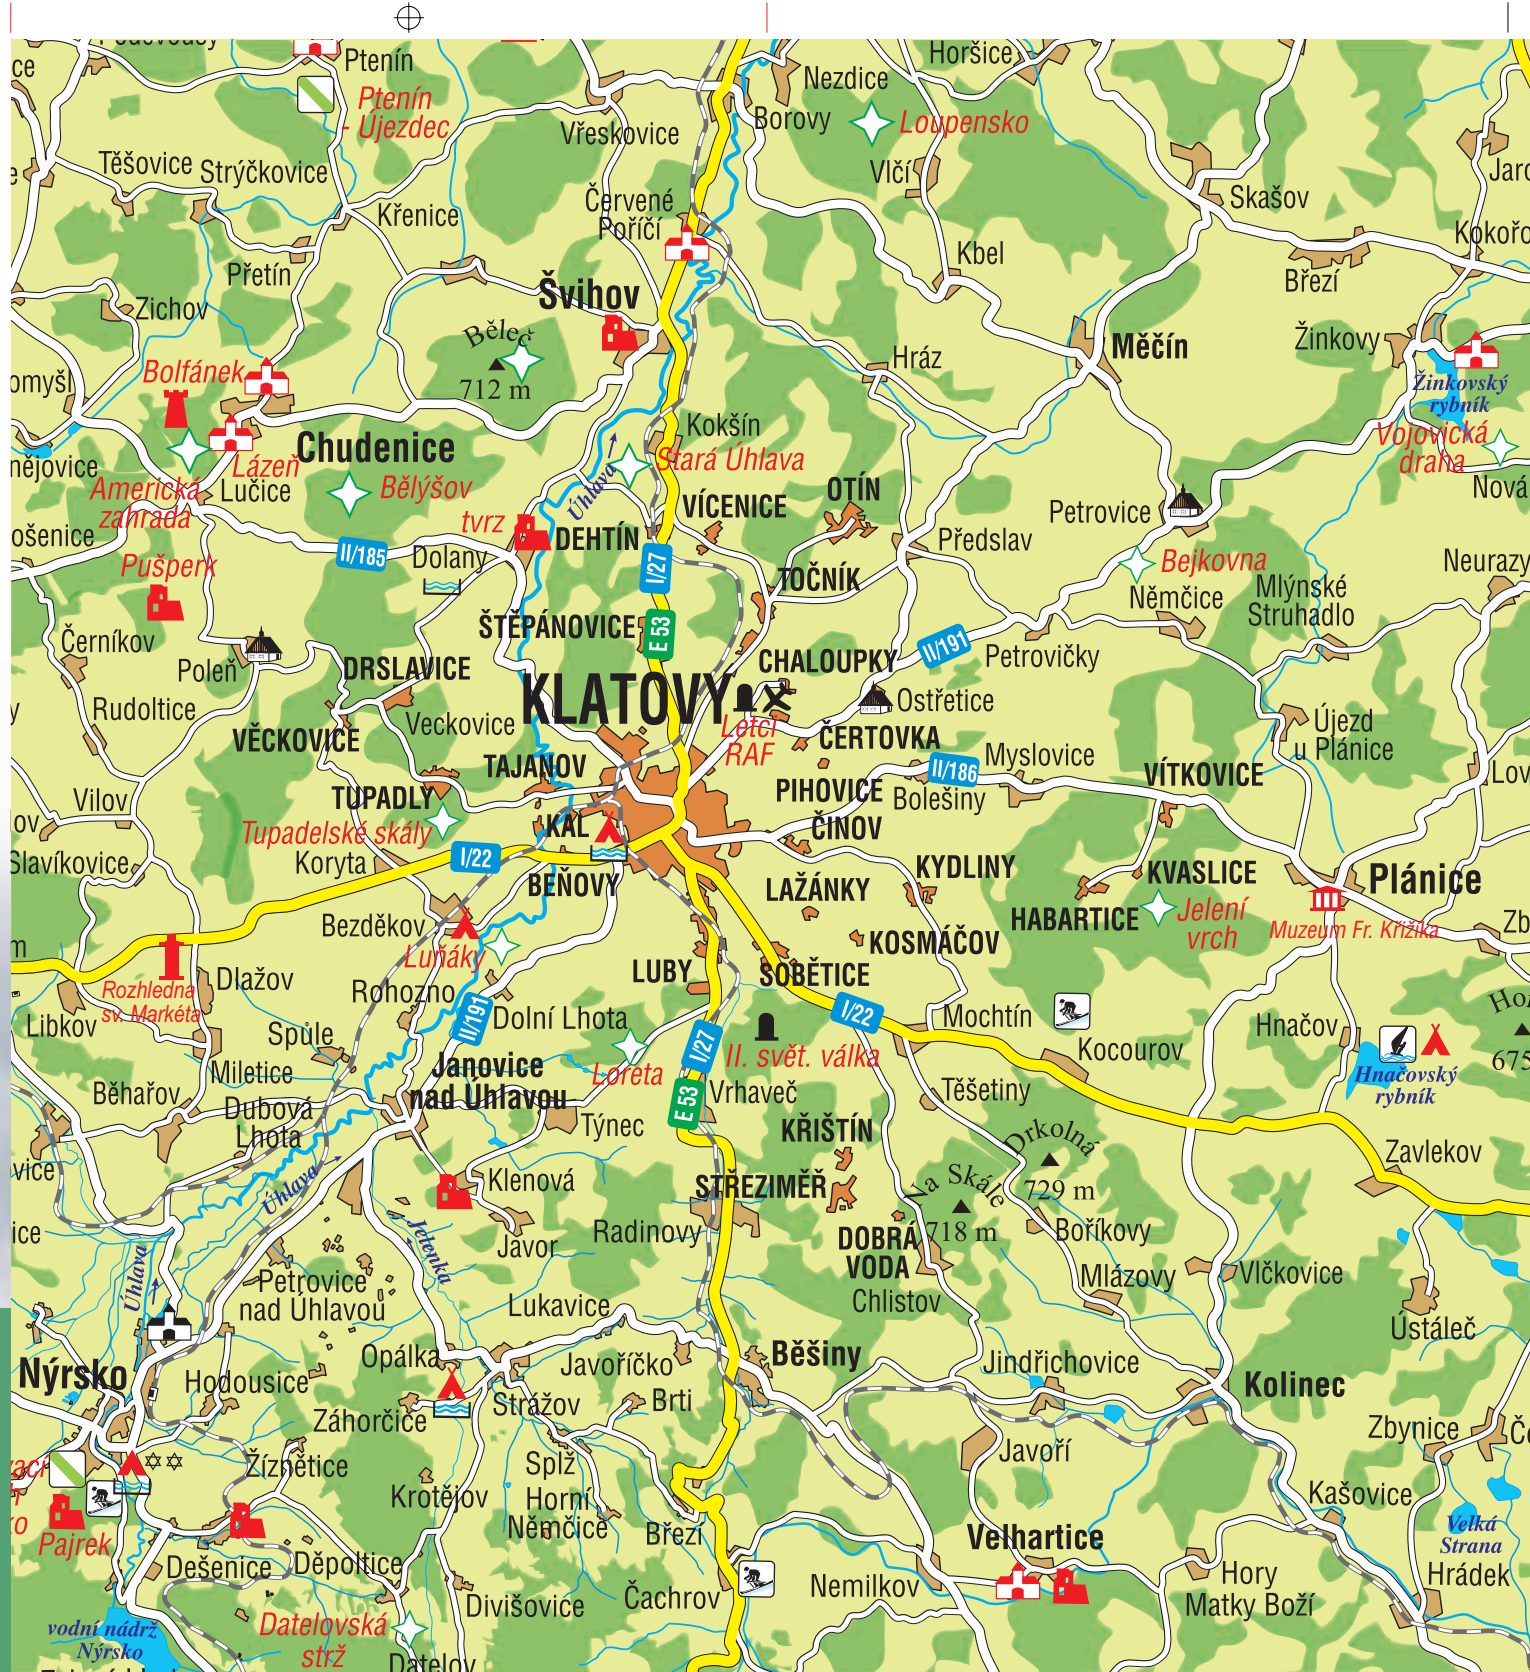 Ptenín
Ptenín
- Újezdec
Horšice
Nezdice
Borovy
Loupensko
Vřeskovice
Vlčí
Těšovice
Strýčkovice
Křenice
Červené
Poříčí
Skašov
Kbel
Březí
Přetín
Zichov
Švihov
Běleč
712 m
Hráz
Měčín
Žinkovy
Žinkovský
rybník
Vojovická
draha
Nová
Bolfánek
Chudenice
Lázeň
Lučice
Bělýšov
Americká
zahrada
Kokšín
Stará Úhlava
Úhlava
VÍCENICE
OTÍN
Petrovice
Předslav
tvrz
DEHTÍN
II/185
Dolany
I/27
TOČNÍK
Bejkovna
Němčice
Mlýnské
Struhadlo
Neurazy
Pušperk
Černíkov
Poleň
ŠTĚPÁNOVICE
E 53
CHALOUPKY
II/191
Petrovičky
DRSLAVICE
KLATOVY
Ostřetice
Rudoltice
Veckovice
VĚCKOVICE
Letci
RAF
ČERTOVKA
Újezd
u Plánice
TAJANOV
II/186
Myslovice
VÍTKOVICE
PIHOVICE
Bolešiny
Vilov
TUPADLY
Tupadelské skály
KAL
ČINOV
Slavíkovice
Koryta
I/22
BEŇOVY
KYDLINY
LAŽÁNKY
KVASLICE
Plánice
HABARTICE
Jelení
vrch
Muzeum Fr. Křižíka
Bezděkov
Luňáky
KOSMÁČOV
LUBY
SOBĚTICE
Rozhledna
sv. Markéta
Dlažov
Libkov
Rohozno
II/191
Dolní Lhota
I/22
Mochtín
Hnačov
675
Spůle
Janovice
nad Úhlavou
Loreta
I/27
II. svět. válka
Kocourov
Hnačovský
rybník
Miletice
Běhařov
Dubová
Lhota
E 53
Vrhaveč
Těšetiny
Týnec
KŘIŠTÍN
Drkolná
729 m
Zavlekov
Úhlava
Klenová
STŘEZIMĚŘ
Na Skále
718 m
Jelenka
Javor
Radinovy
DOBRÁ
VODA
Chlistov
Boříkovy
Úhlava
Petrovice
nad Úhlavou
Lukavice
Mlázovy
Vlčkovice
Ústaleč
Nýrsko
Hodousice
Opálka
Javoříčko
Běšiny
Jindřichovice
Kolinec
Záhorčice
Strážov
Brti
Zbynice
Javoří
Žíznětice
Splž
Krotějov
Horní
Němčice
Březí
Kašovice
Pajrek
Velhartice
Velká
Strana
Dešenice
Děpoltice
Čachrov
Nemilkov
Hory
Matky Boží
Hrádek
Divišovice
vodní nádrž
Nýrsko
Datelovská
strž
Datelov